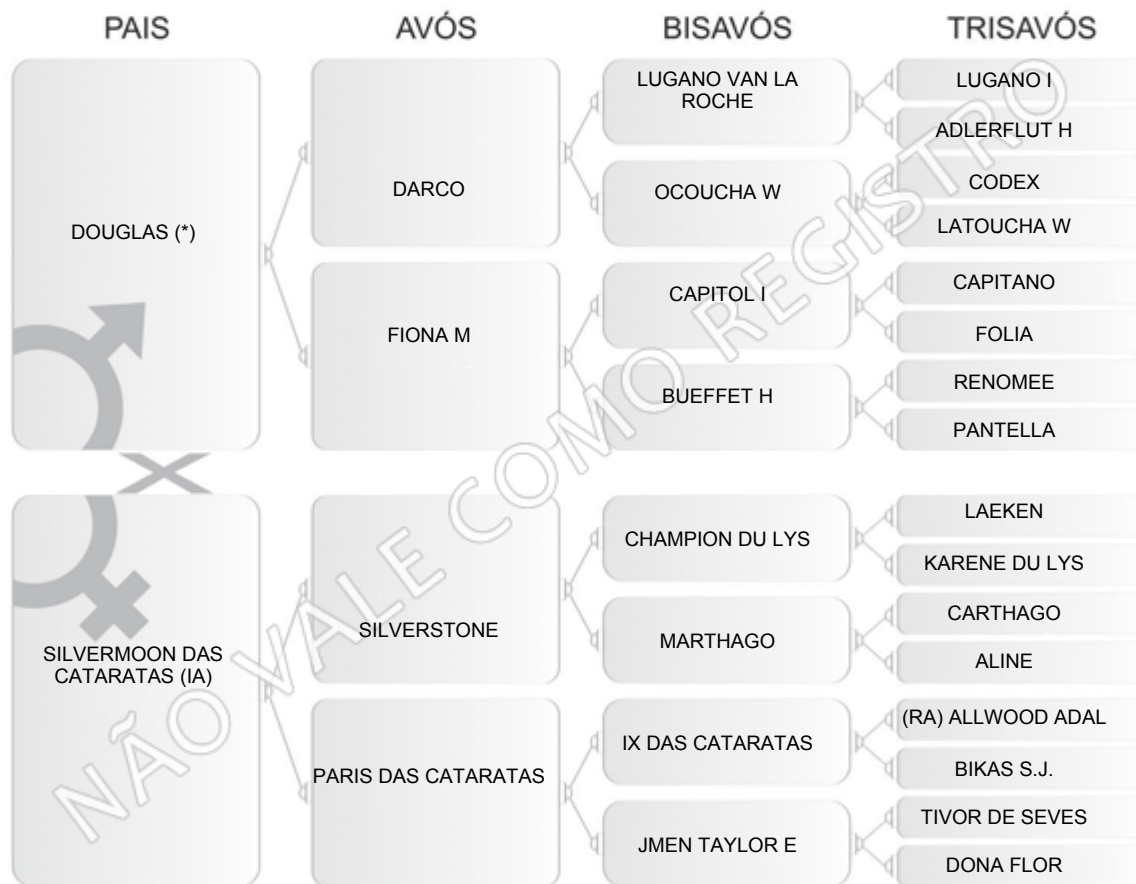 PAIS
AVÓS
BISAVÓS
TRISAVÓS
DOUGLAS (*)
DARCO
FIONA M
LUGANO VAN LA
ROCHE
OCOUCHA W
CAPITOL I
BUEFFET H
LUGANO I
ADLERFLUT H
CODEX
LATOUCHA W
CAPITANO
FOLIA
RENOMEE
PANTELLA
SILVERMOON DAS
CATARATAS (IA)
SILVERSTONE
PARIS DAS CATARATAS
CHAMPION DU LYS
MARTHAGO
IX DAS CATARATAS
JMEN TAYLOR E
LAEKEN
KARENE DU LYS
CARTHAGO
ALINE
(RA) ALLWOOD ADAL
BIKAS S.J.
TIVOR DE SEVES
DONA FLOR
NÃO VALE COMO REGISTRO